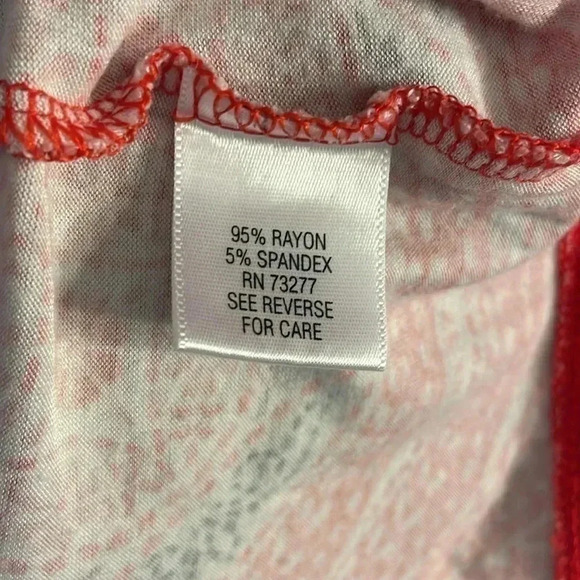 95% RAYON
5% SPANDEX
RN 73277
SEE REVERSE
FOR CARE